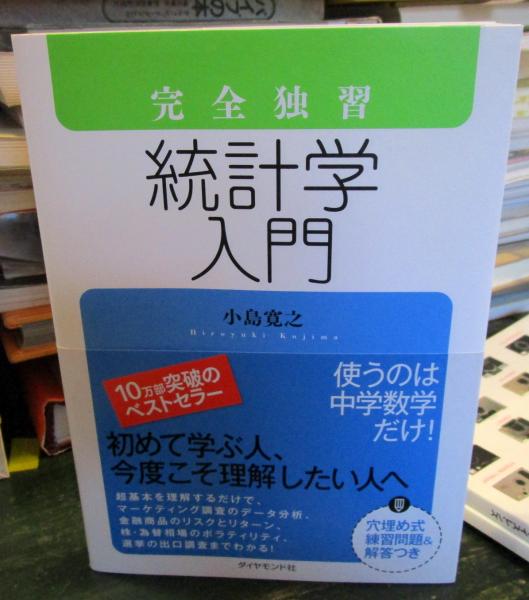 完全独習
統計学
入門
小島寛之
Hiroyuki Kojima
10万部突破の
ベストセラー
使うのは
中学数学
だけ!
初めて学ぶ人、
今度こそ理解したい人へ
超基本を理解するだけで、
マーケティング調査のデータ分析、
金融商品のリスクとリターン、
株・為替相場のボラティリティ、
選挙の出口調査までわかる!
穴埋め式
練習問題&
解答つき
ダイヤモンド社